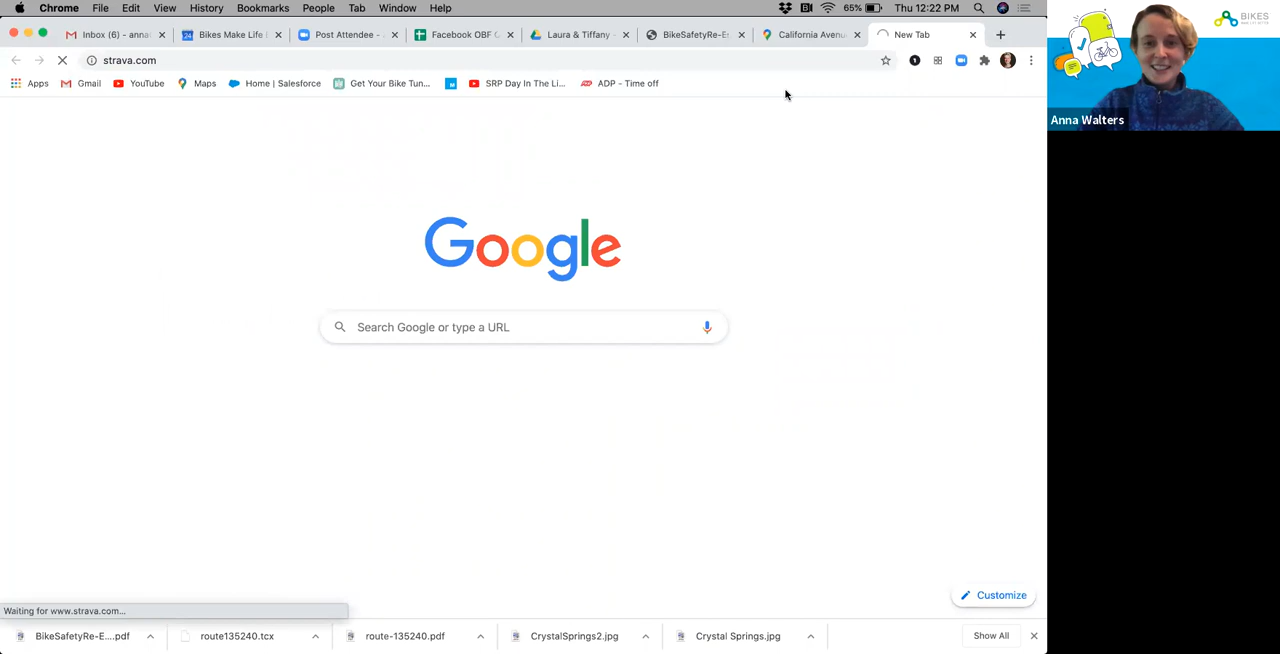 Chrome File Edit View History Bookmarks People Tab Window Help 65% Thu 12:22 PM
Inbox (6) - anna Bikes Make Life Post Attendee - Facebook OBF Laura & Tiffany - BikeSafetyRe-Es California Avenu New Tab
strava.com
Apps Gmail YouTube Maps Home | Salesforce Get Your Bike Tun... SRP Day In The Li... ADP - Time off
Google
Search Google or type a URL
Customize
Waiting for www.strava.com...
BikeSafetyRe-E....pdf route135240.tcx route-135240.pdf CrystalSprings2.jpg Crystal Springs.jpg Show All
BIKES
Anna Walters